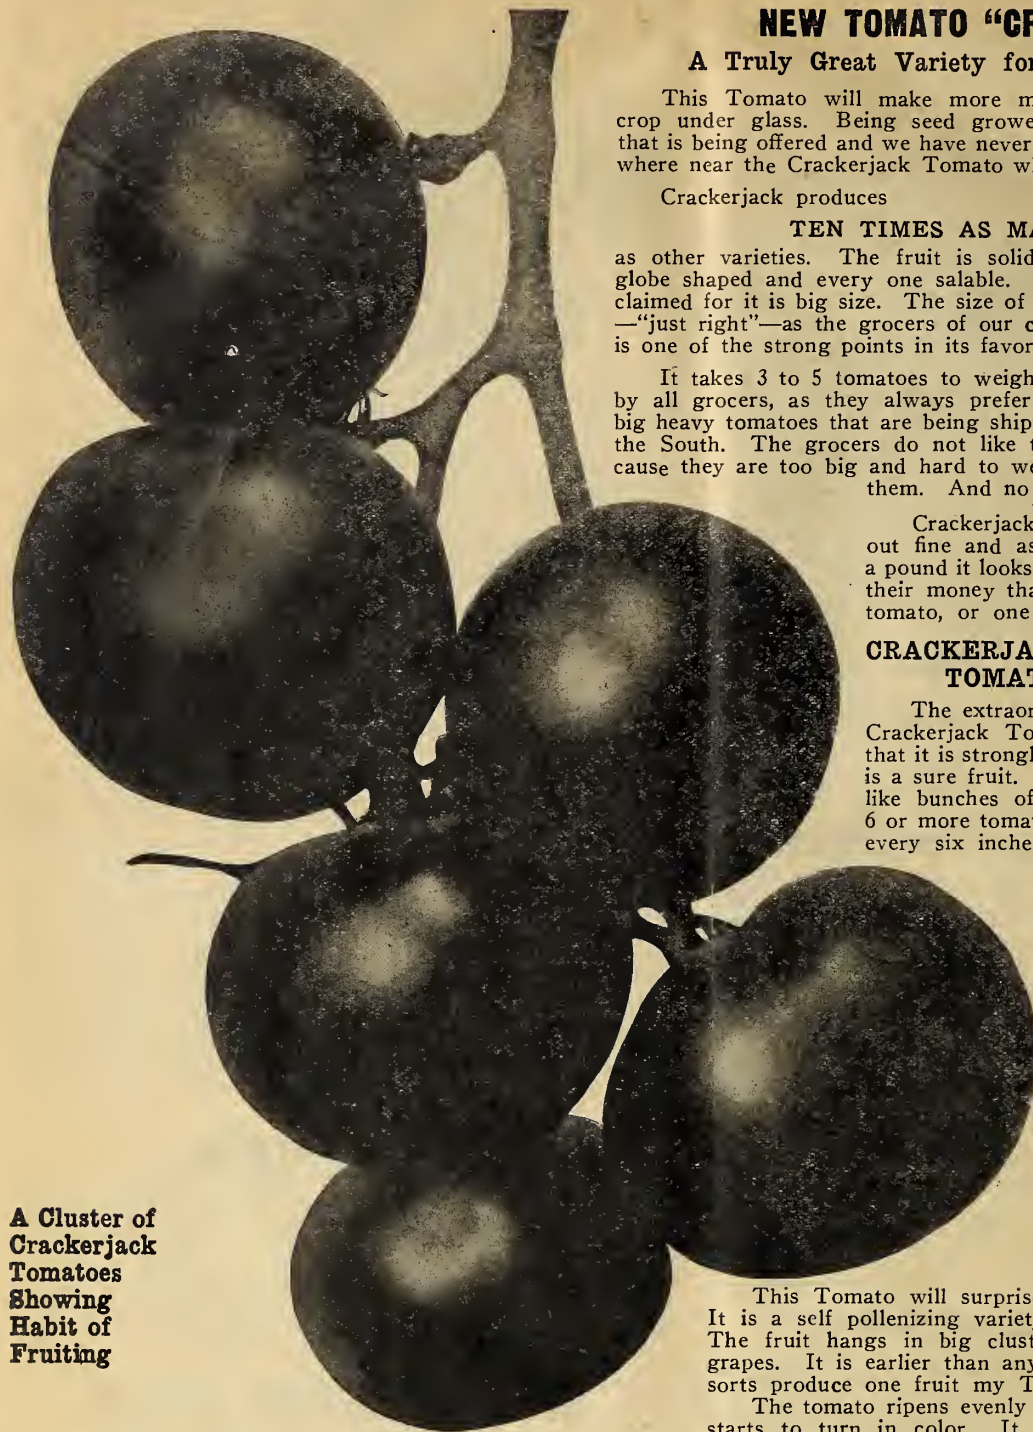 NEW TOMATO “CR
A Truly Great Variety for
This Tomato will make more m
crop under glass. Being seed growe
that is being offered and we have never
where near the Crackerjack Tomato w
Crackerjack produces
TEN TIMES AS MA
as other varieties. The fruit is solid
globe shaped and every one salable.
claimed for it is big size. The size of
—“just right”—as the grocers of our c
is one of the strong points in its favor
It takes 3 to 5 tomatoes to weigh
by all grocers, as they always prefer
big heavy tomatoes that are being ship
the South. The grocers do not like t
cause they are too big and hard to we
them. And no
Crackerjack
out fine and as
a pound it looks
their money tha
tomato, or one
CRACKERJA
TOMAT
The extraor
Crackerjack To
that it is strongl
is a sure fruit.
like bunches of
6 or more tomat
every six inche
A Cluster of
Crackerjack
Tomatoes
Showing
Habit of
Fruiting
This Tomato will surpris
It is a self pollenizing variet
The fruit hangs in big clust
grapes. It is earlier than any
sorts produce one fruit my T
The tomato ripens evenly
starts to turn in color. It